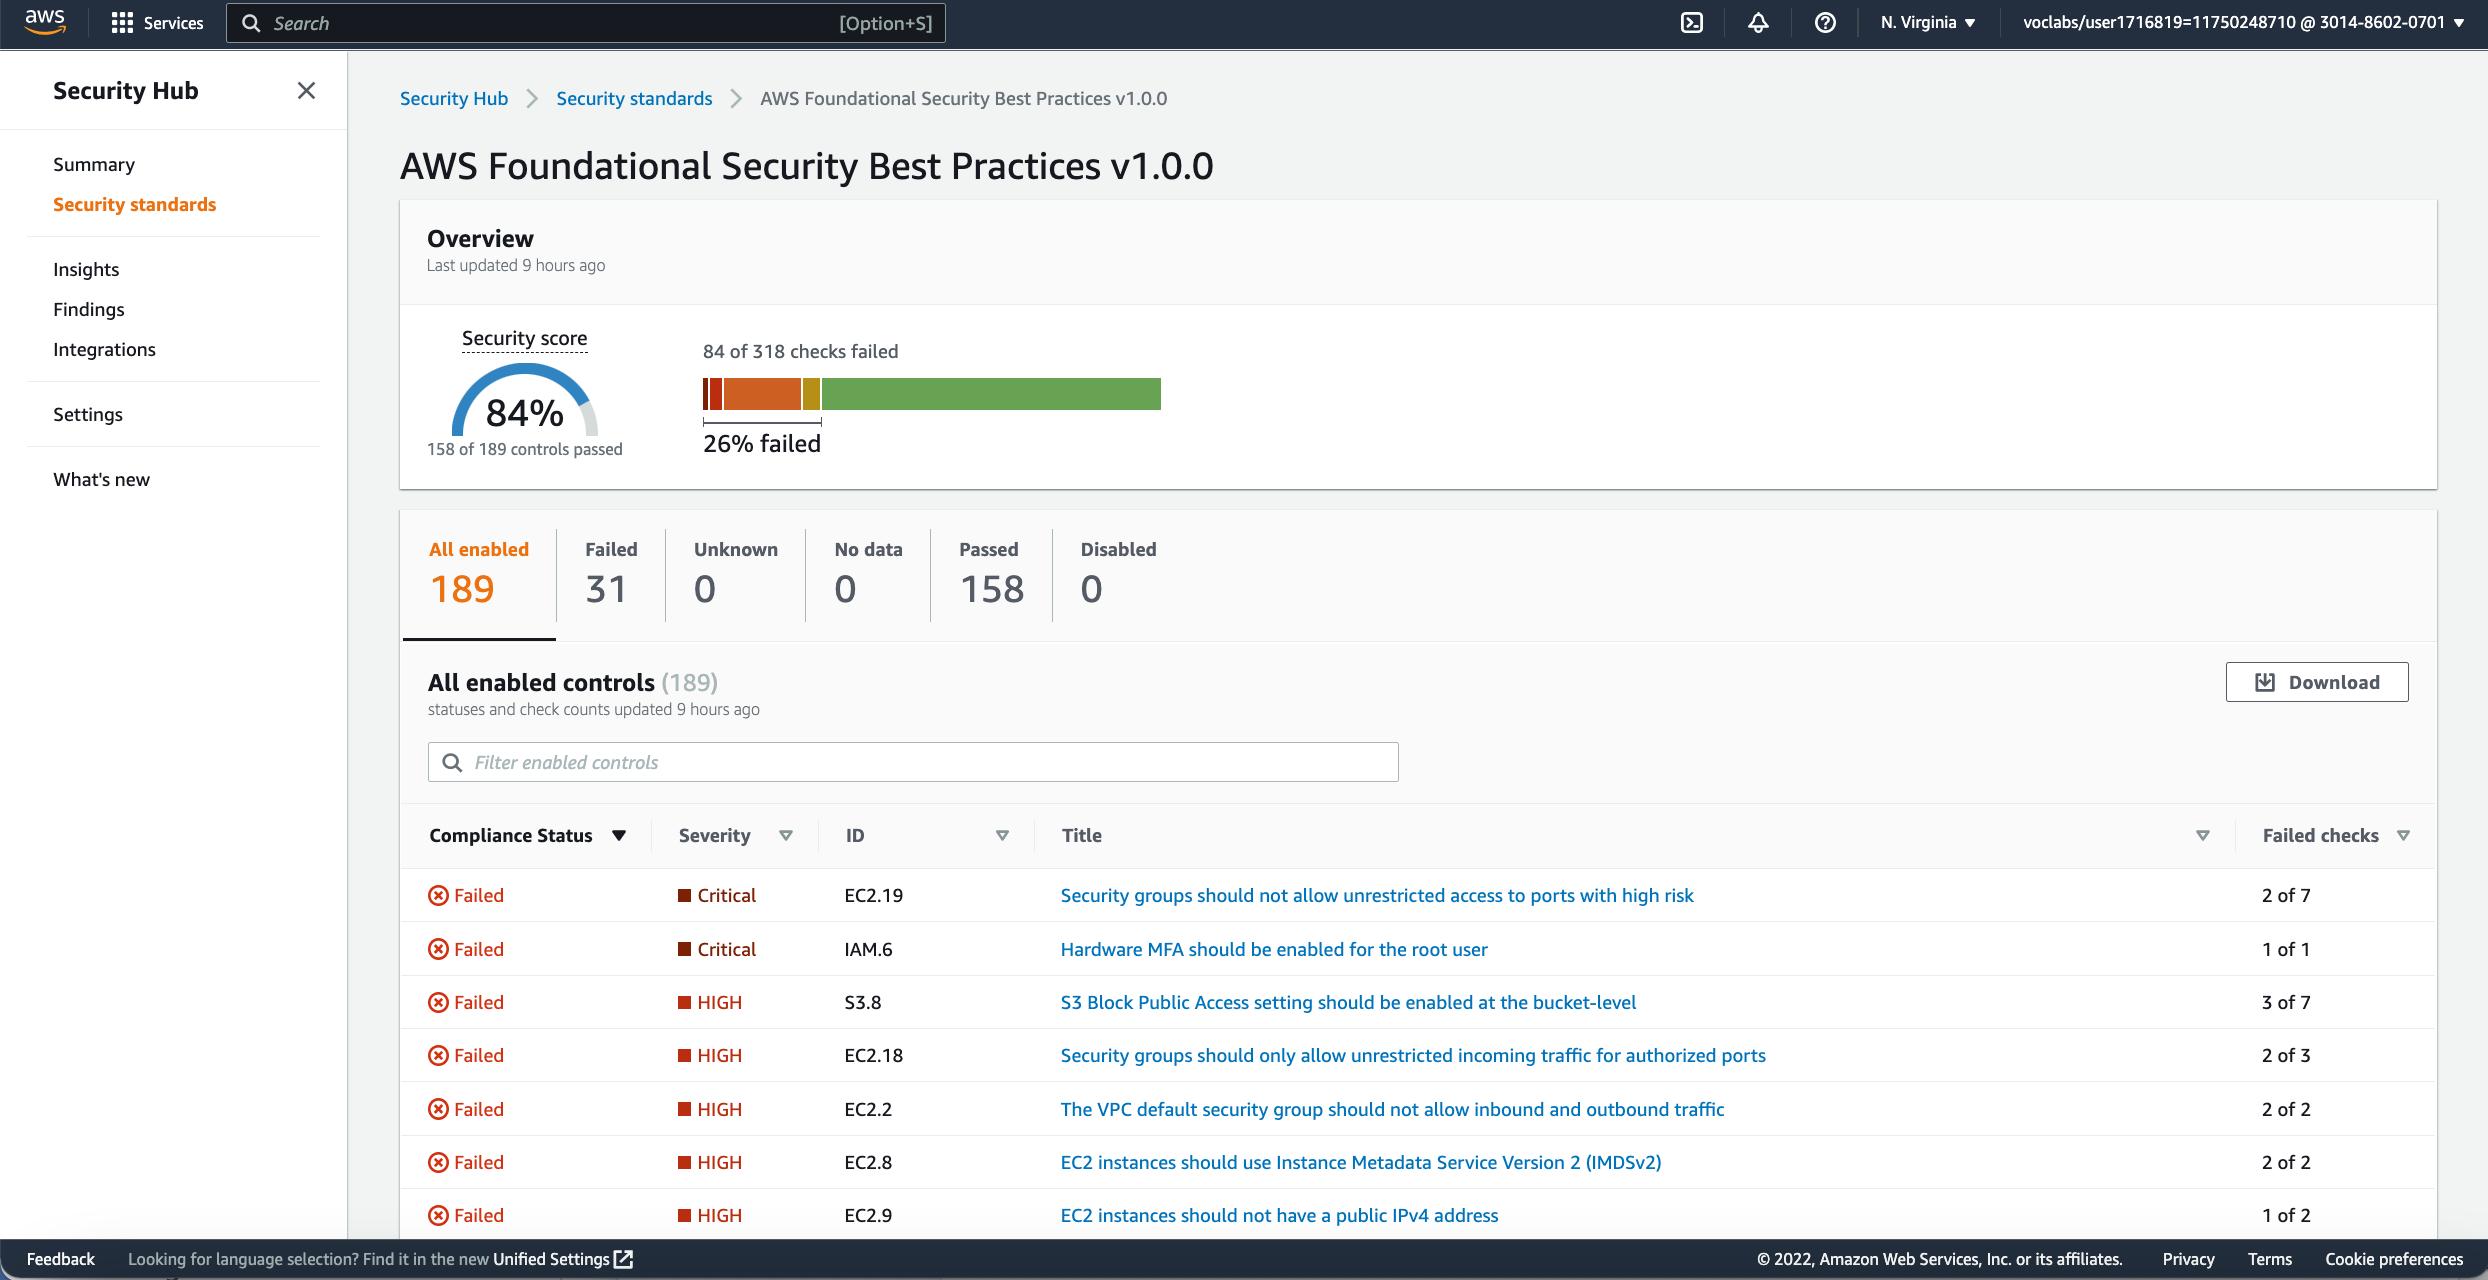 aws
Services
Search
[Option+S]
N. Virginia
voclabs/user1716819=11750248710 @ 3014-8602-0701
Security Hub
Summary
Security standards
Insights
Findings
Integrations
Settings
What's new
Security Hub
Security standards
AWS Foundational Security Best Practices v1.0.0
AWS Foundational Security Best Practices v1.0.0
Overview
Last updated 9 hours ago
Security score
84%
158 of 189 controls passed
84 of 318 checks failed
26% failed
All enabled
189
Failed
31
Unknown
0
No data
0
Passed
158
Disabled
0
All enabled controls (189)
statuses and check counts updated 9 hours ago
Download
Filter enabled controls
Compliance Status Severity ID Title Failed checks
Failed Critical EC2.19 Security groups should not allow unrestricted access to ports with high risk 2 of 7
Failed Critical IAM.6 Hardware MFA should be enabled for the root user 1 of 1
Failed HIGH S3.8 S3 Block Public Access setting should be enabled at the bucket-level 3 of 7
Failed HIGH EC2.18 Security groups should only allow unrestricted incoming traffic for authorized ports 2 of 3
Failed HIGH EC2.2 The VPC default security group should not allow inbound and outbound traffic 2 of 2
Failed HIGH EC2.8 EC2 instances should use Instance Metadata Service Version 2 (IMDSv2) 2 of 2
Failed HIGH EC2.9 EC2 instances should not have a public IPv4 address 1 of 2
Feedback Looking for language selection? Find it in the new Unified Settings
© 2022, Amazon Web Services, Inc. or its affiliates. Privacy Terms Cookie preferences